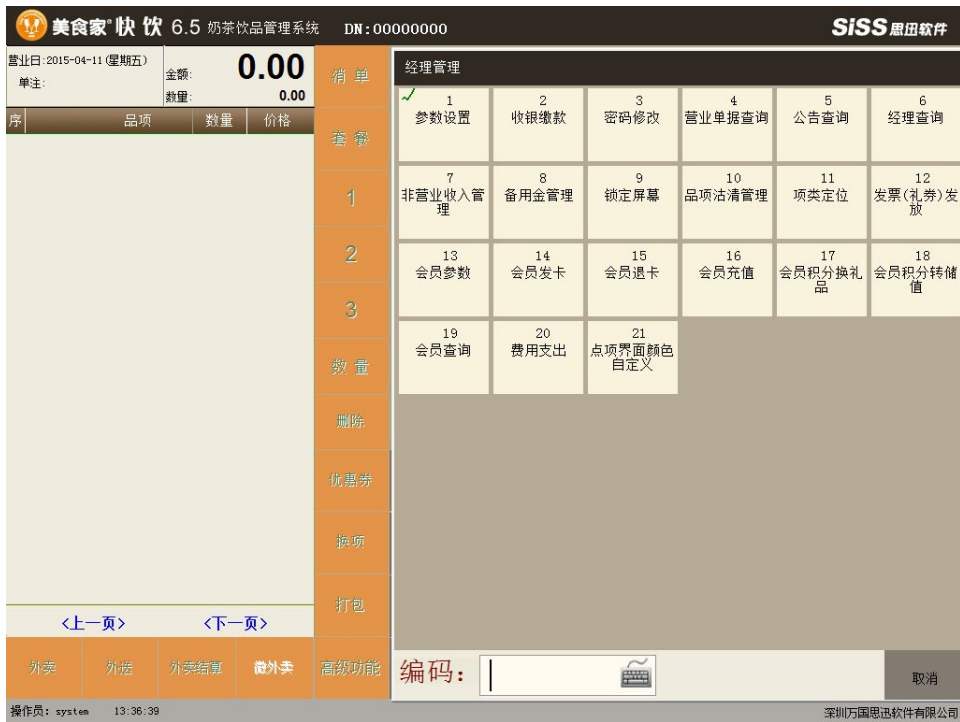 美食家®快饮 6.5 奶茶饮品管理系统 DN:00000000 SiSS思迅软件
营业日:2015-04-11(星期五)
单注:
金额: 0.00
数量: 0.00
序 品项 数量 价格
<上一页> <下一页>
外卖 外送 外卖结算 微外卖 高级功能
消单
套餐
1
2
3
数量
删除
优惠券
换项
打包
经理管理
1
参数设置
2
收银缴款
3
密码修改
4
营业单据查询
5
公告查询
6
经理查询
7
非营业收入管
理
8
备用金管理
9
锁定屏幕
10
品项沽清管理
11
项类定位
12
发票(礼券)发
放
13
会员参数
14
会员发卡
15
会员退卡
16
会员充值
17
会员积分换礼
品
18
会员积分转储
值
19
会员查询
20
费用支出
21
点项界面颜色
自定义
编码:
取消
操作员: system 13:36:39 深圳万国思迅软件有限公司